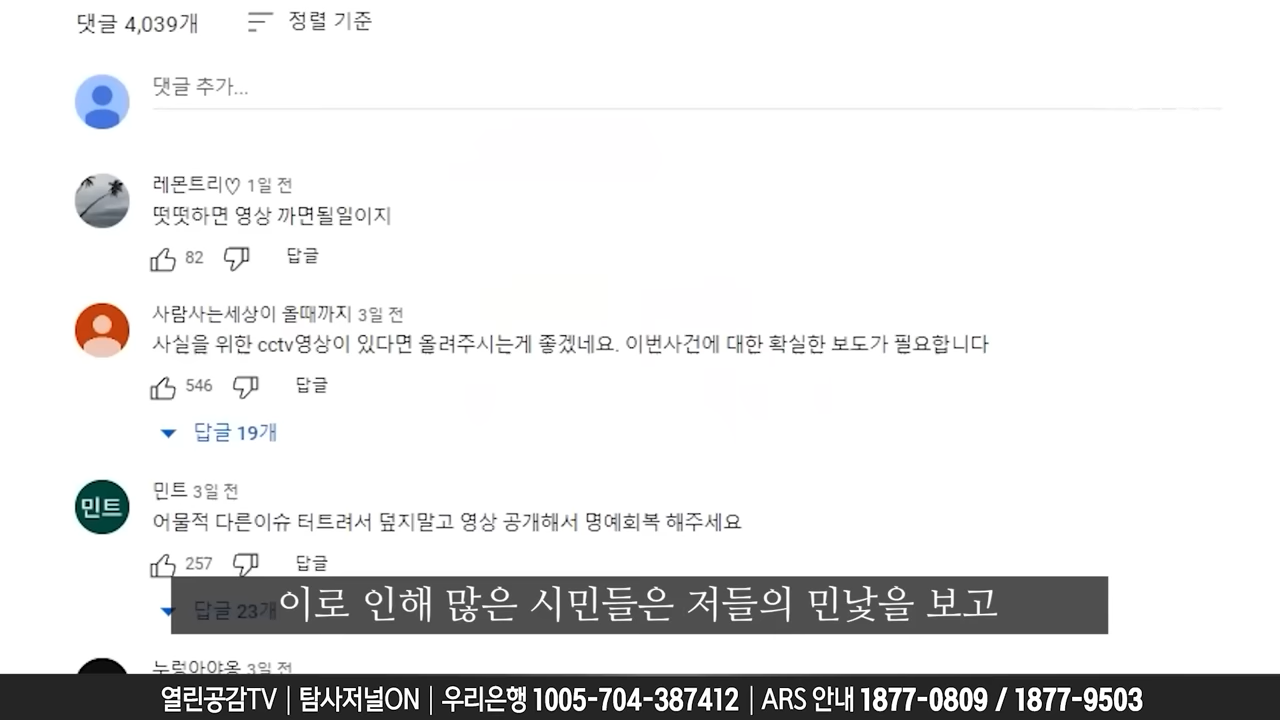 댓글 4,039개 정렬 기준
댓글 추가...
레몬트리♡ 1일 전
떳떳하면 영상 까면될일이지
82 답글
사람사는세상이 올때까지 3일 전
사실을 위한 cctv영상이 있다면 올려주시는게 좋겠네요. 이번사건에 대한 확실한 보도가 필요합니다
546 답글
답글 19개
민트
민트 3일 전
어물적 다른이슈 터트려서 덮지말고 영상 공개해서 명예회복 해주세요
257 답글
답글 23개
이로 인해 많은 시민들은 저들의 민낯을 보고
누렁아야옹 3일 전
열린공감TV | 탐사저널ON | 우리은행 1005-704-387412 | ARS 안내 1877-0809 / 1877-9503